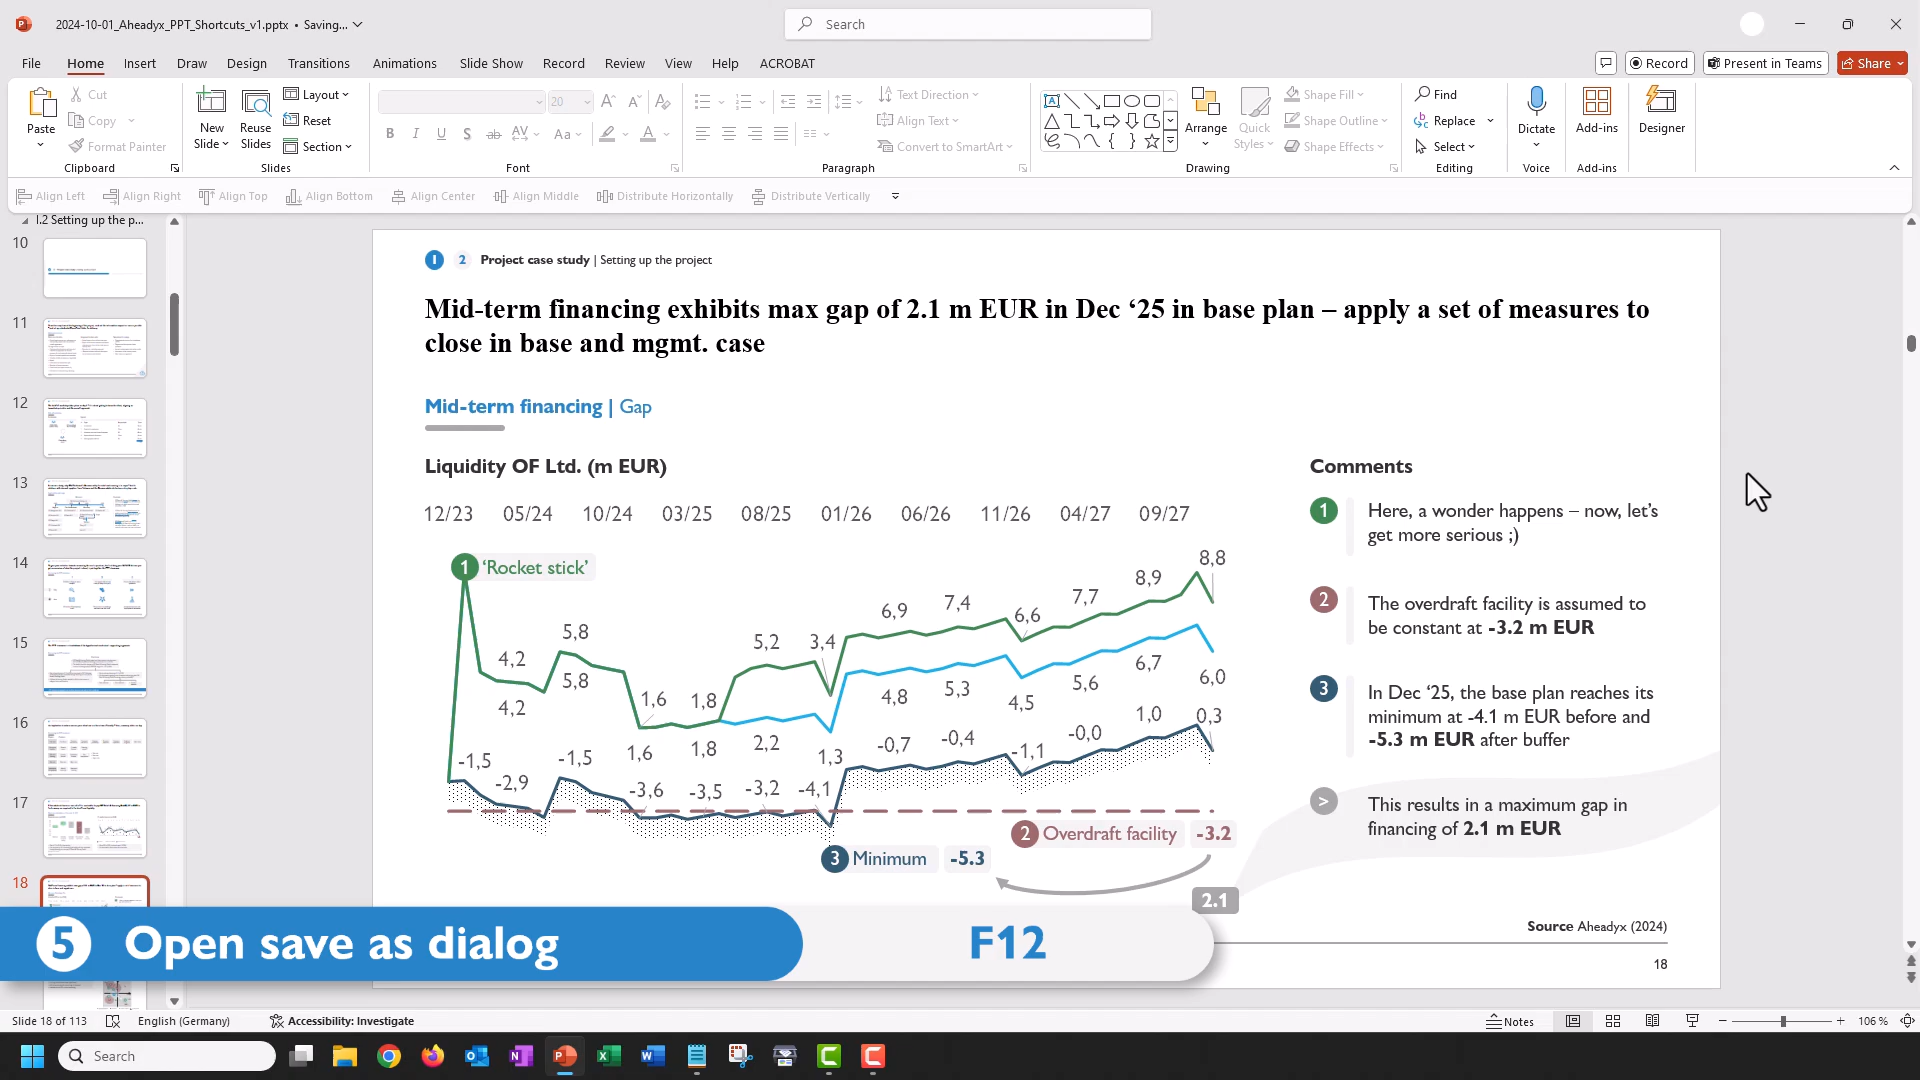 2024-10-01_Aheadyx_PPT_Shortcuts_v1.pptx • Saving...
Search
File Home Insert Draw Design Transitions Animations Slide Show Record Review View Help ACROBAT
Record
Present in Teams
Share
Paste
Cut
Copy
Format Painter
Clipboard
New Slide
Reuse Slides
Layout
Reset
Section
Slides
20
Font
Text Direction
Align Text
Convert to SmartArt
Paragraph
Arrange
Quick Styles
Shape Fill
Shape Outline
Shape Effects
Drawing
Find
Replace
Select
Editing
Dictate
Voice
Add-ins
Add-ins
Designer
Align Left Align Right Align Top Align Bottom Align Center Align Middle Distribute Horizontally Distribute Vertically
I.2 Setting up the p...
10
11
12
13
14
15
16
17
18
I 2 Project case study | Setting up the project
Mid-term financing exhibits max gap of 2.1 m EUR in Dec ‘25 in base plan – apply a set of measures to
close in base and mgmt. case
Mid-term financing | Gap
Liquidity OF Ltd. (m EUR)
12/23 05/24 10/24 03/25 08/25 01/26 06/26 11/26 04/27 09/27
1 ‘Rocket stick’
4,2 5,8 1,6 1,8 5,2 3,4 6,9 7,4 6,6 7,7 8,9 8,8
4,2 5,8 1,6 1,8 2,2 1,3 4,8 5,3 4,5 5,6 6,7 6,0
-1,5 -2,9 -1,5 -3,6 -3,5 -3,2 -4,1 -0,7 -0,4 -1,1 -0,0 1,0 0,3
2 Overdraft facility -3.2
3 Minimum -5.3
2.1
Comments
1 Here, a wonder happens – now, let’s
get more serious ;)
2 The overdraft facility is assumed to
be constant at -3.2 m EUR
3 In Dec ‘25, the base plan reaches its
minimum at -4.1 m EUR before and
-5.3 m EUR after buffer
> This results in a maximum gap in
financing of 2.1 m EUR
Source Aheadyx (2024)
18
5 Open save as dialog F12
Slide 18 of 113 English (Germany) Accessibility: Investigate Notes 106 %
Search